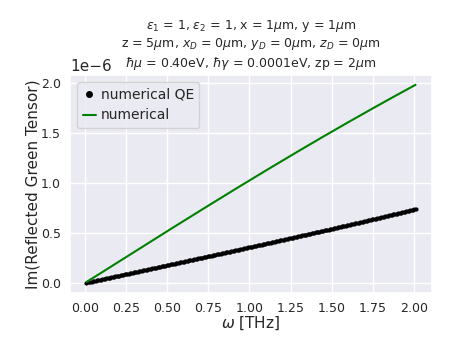 ε₁ = 1, ε₂ = 1, x = 1μm, y = 1μm
z = 5μm, x_D = 0μm, y_D = 0μm, z_D = 0μm
ħμ = 0.40eV, ħγ = 0.0001eV, zp = 2μm
1e−6
numerical QE
numerical
2.0
1.5
1.0
0.5
0.0
Im(Reflected Green Tensor)
0.00 0.25 0.50 0.75 1.00 1.25 1.50 1.75 2.00
ω [THz]